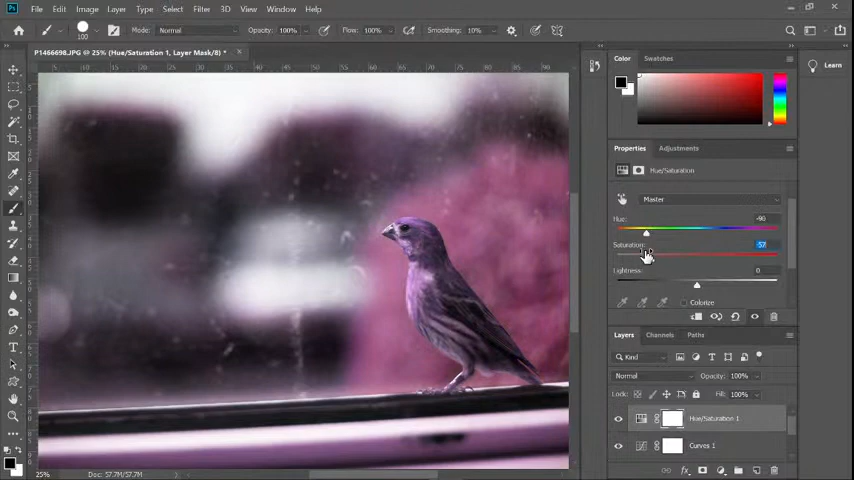 Ps File Edit Image Layer Type Select Filter 3D View Window Help
100 Mode: Normal Opacity: 100% Flow: 100% Smoothing: 10%
P1466698.JPG @ 25% (Hue/Saturation 1, Layer Mask/8) * ×
Color Swatches
Learn
Properties Adjustments
Hue/Saturation
Master
Hue: -90
Saturation: -57
Lightness: 0
Colorize
Layers Channels Paths
Kind
Normal Opacity: 100%
Lock: Fill: 100%
Hue/Saturation 1
Curves 1
25% Doc: 57.7M/57.7M